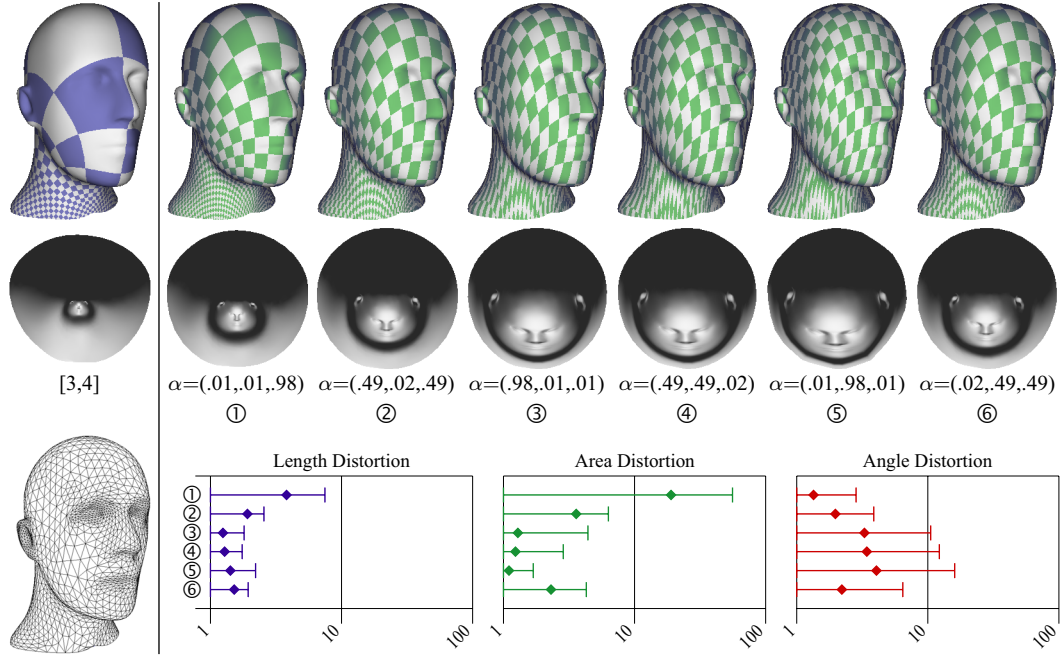 [3,4]
α=(.01,.01,.98) α=(.49,.02,.49) α=(.98,.01,.01) α=(.49,.49,.02) α=(.01,.98,.01) α=(.02,.49,.49)
① ② ③ ④ ⑤ ⑥
Length Distortion Area Distortion Angle Distortion
①
②
③
④
⑤
⑥
1 10 100 1 10 100 1 10 100